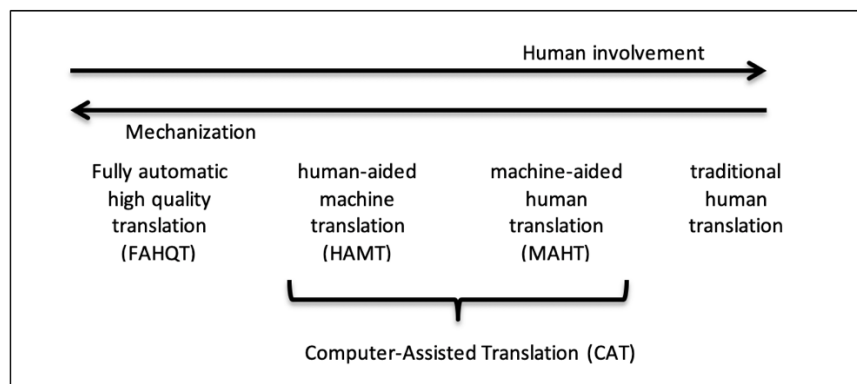 Human involvement
Mechanization
Fully automatic
high quality
translation
(FAHQT)
human-aided
machine
translation
(HAMT)
machine-aided
human
translation
(MAHT)
traditional
human
translation
Computer-Assisted Translation (CAT)